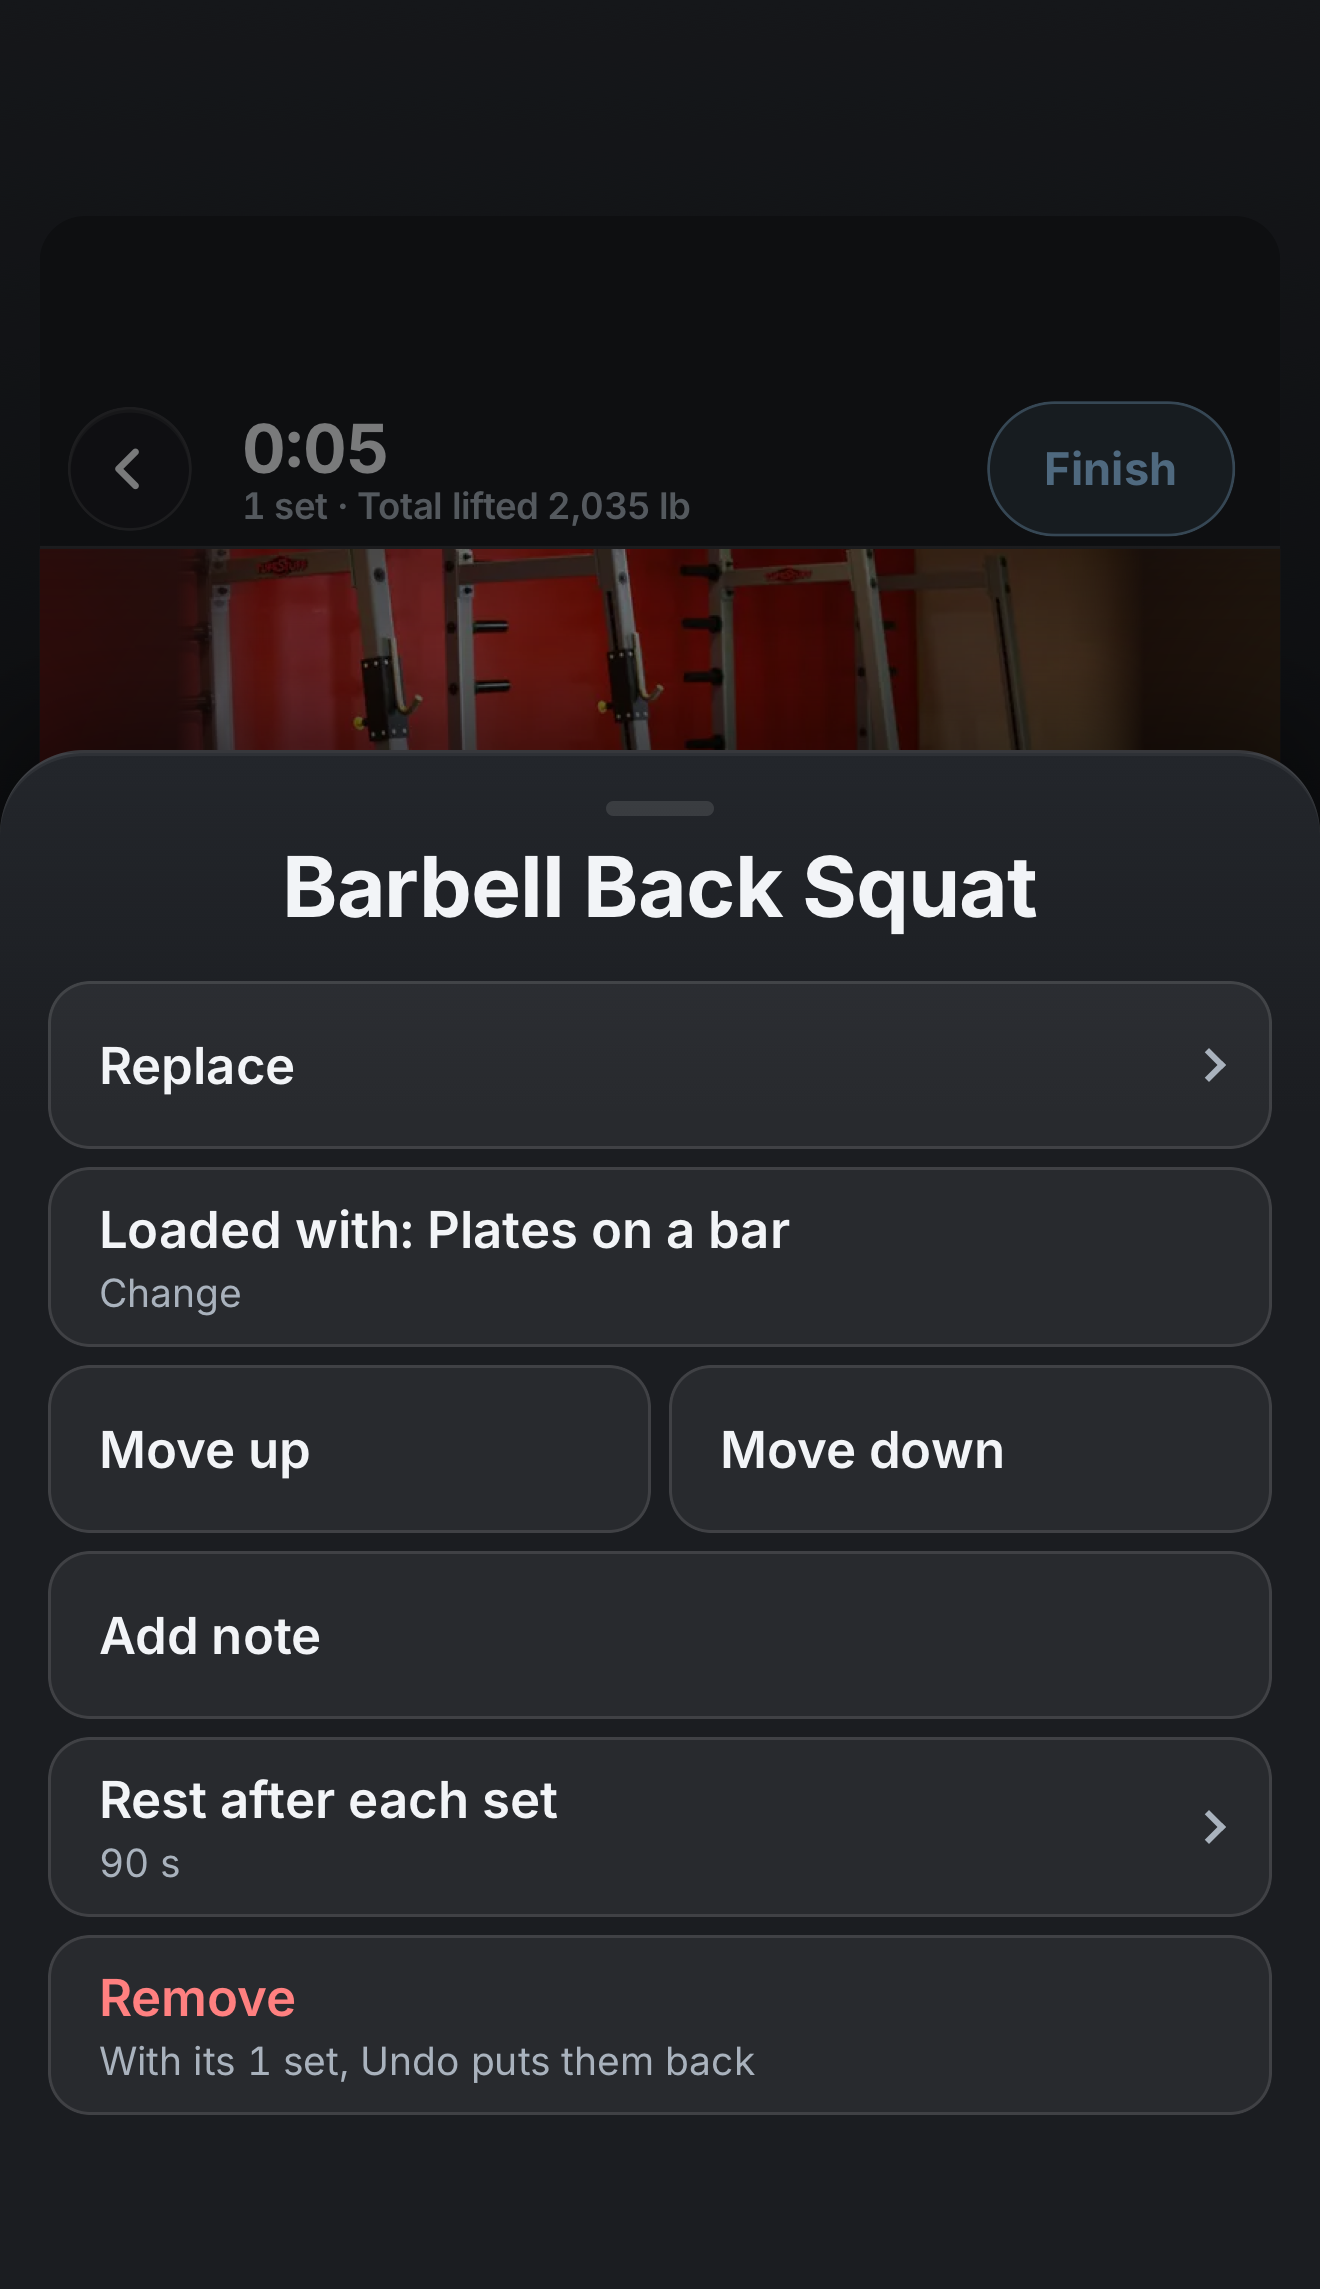 0:05
1 set · Total lifted 2,035 lb
Finish
Barbell Back Squat
Replace
Loaded with: Plates on a bar
Change
Move up
Move down
Add note
Rest after each set
90 s
Remove
With its 1 set, Undo puts them back